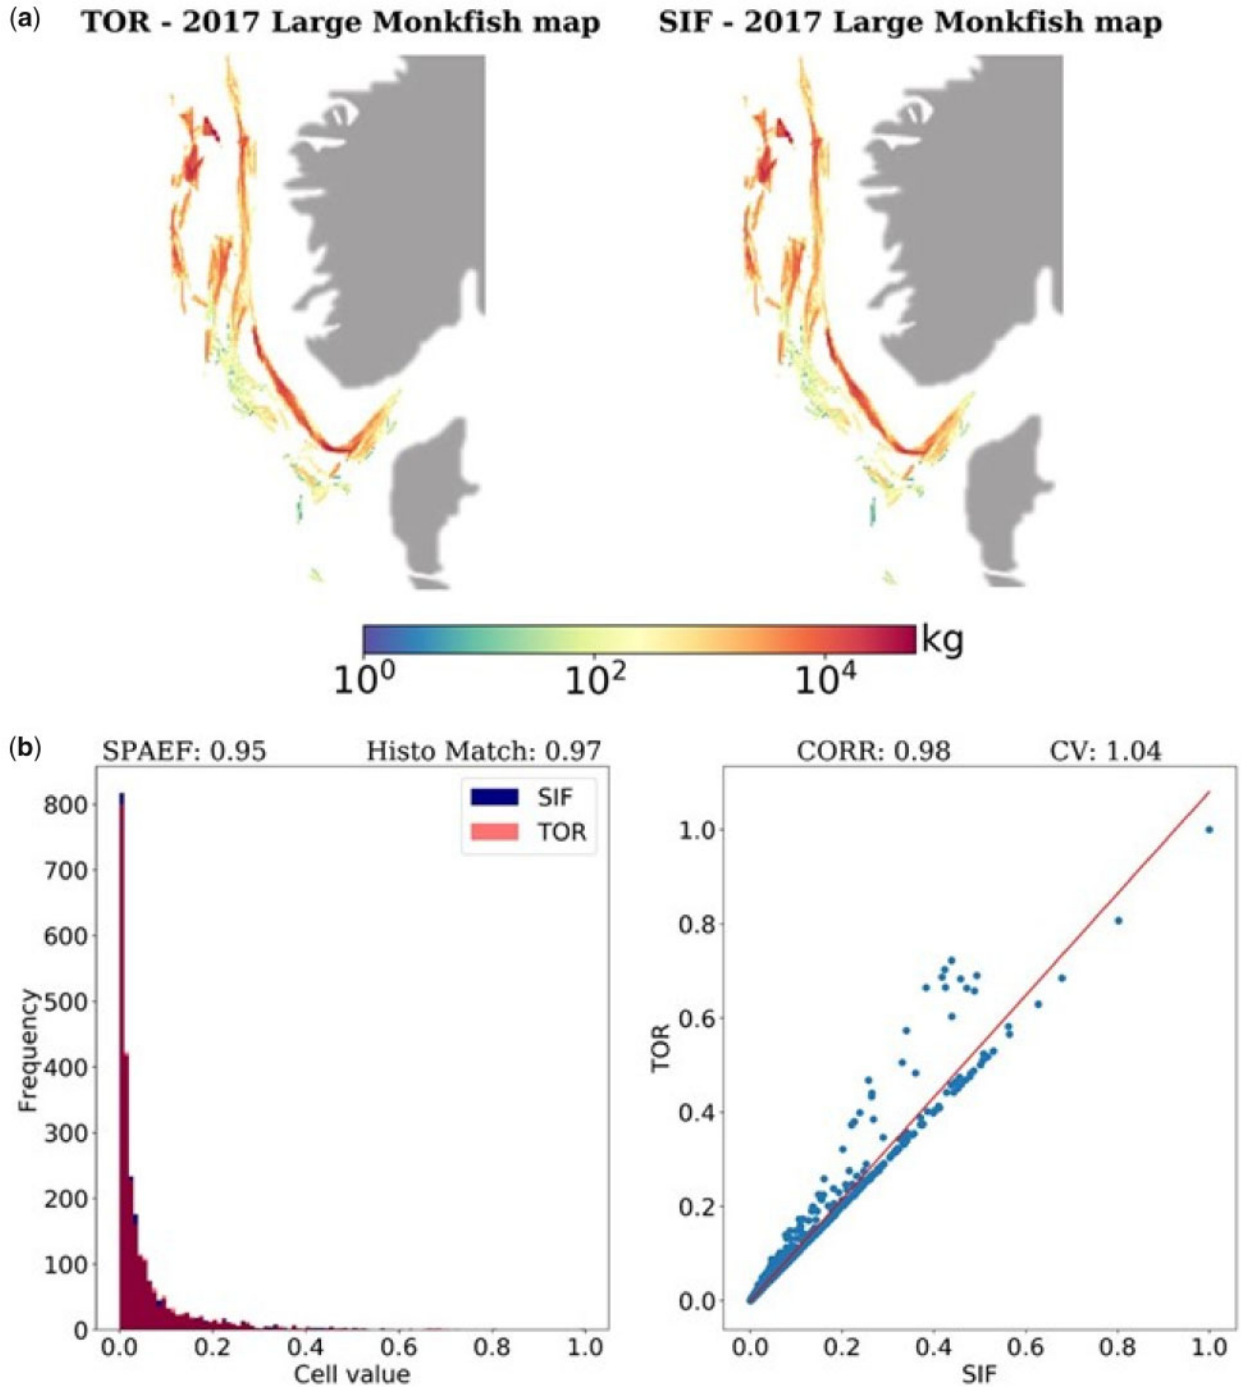 (a) TOR - 2017 Large Monkfish map SIF - 2017 Large Monkfish map
kg
10^0 10^2 10^4
(b) SPAEF: 0.95 Histo Match: 0.97 CORR: 0.98 CV: 1.04
SIF
TOR
800
700
600
500
400
300
200
100
0
Frequency
0.0 0.2 0.4 0.6 0.8 1.0
Cell value
1.0
0.8
0.6
0.4
0.2
0.0
TOR
0.0 0.2 0.4 0.6 0.8 1.0
SIF